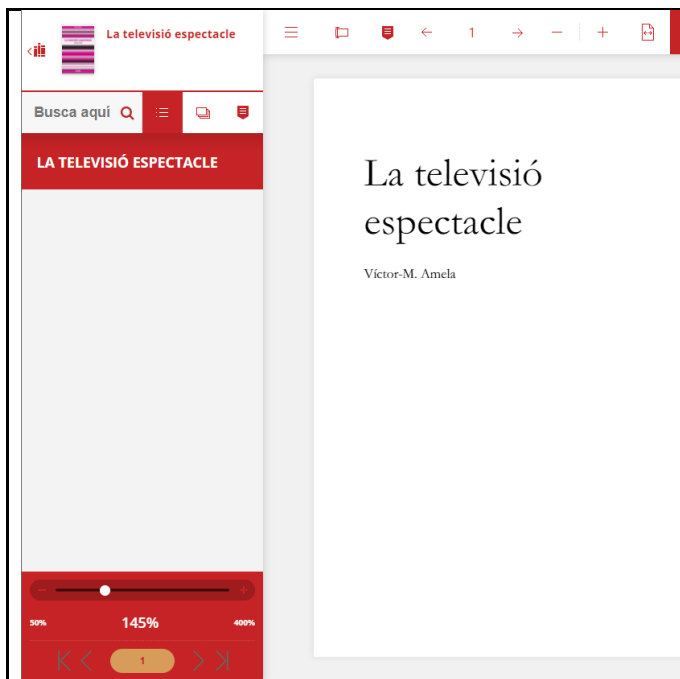 La televisió espectacle
1
Busca aquí
LA TELEVISIÓ ESPECTACLE
La televisió
espectacle
Víctor-M. Amela
50% 145% 400%
1